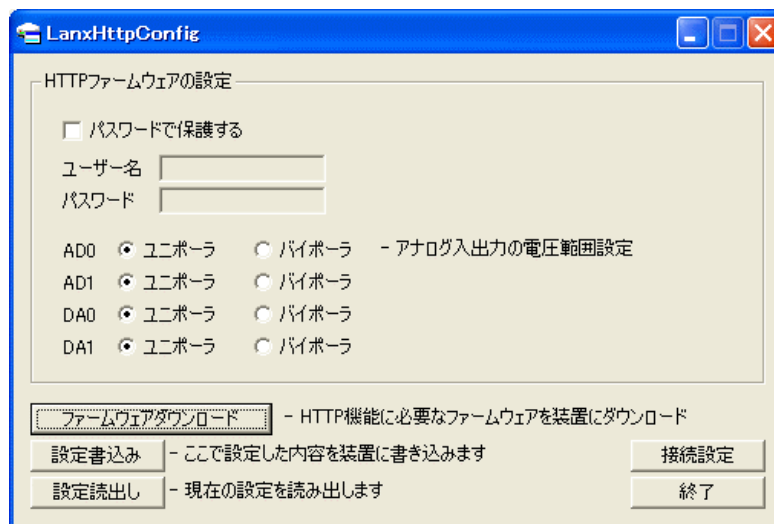 LanxHttpConfig
HTTPファームウェアの設定
パスワードで保護する
ユーザー名
パスワード
AD0 ユニポーラ バイポーラ - アナログ入出力の電圧範囲設定
AD1 ユニポーラ バイポーラ
DA0 ユニポーラ バイポーラ
DA1 ユニポーラ バイポーラ
ファームウェアダウンロード - HTTP機能に必要なファームウェアを装置にダウンロード
設定書込み - ここで設定した内容を装置に書き込みます 接続設定
設定読出し - 現在の設定を読み出します 終了